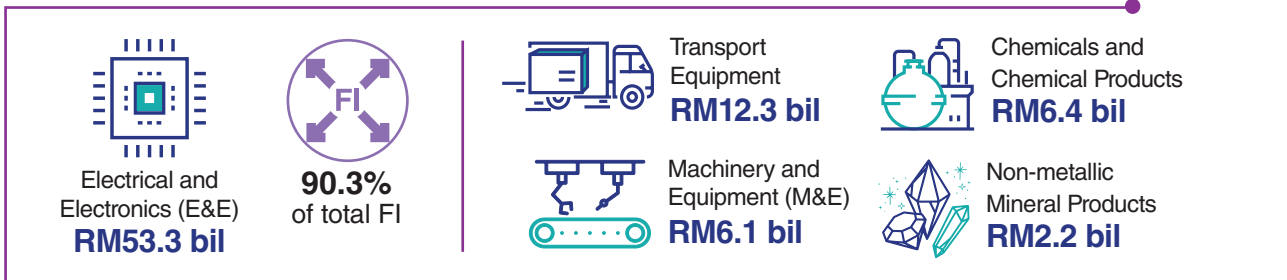 Electrical and
Electronics (E&E)
RM53.3 bil
FI
90.3%
of total FI
Transport
Equipment
RM12.3 bil
Chemicals and
Chemical Products
RM6.4 bil
Machinery and
Equipment (M&E)
RM6.1 bil
Non-metallic
Mineral Products
RM2.2 bil